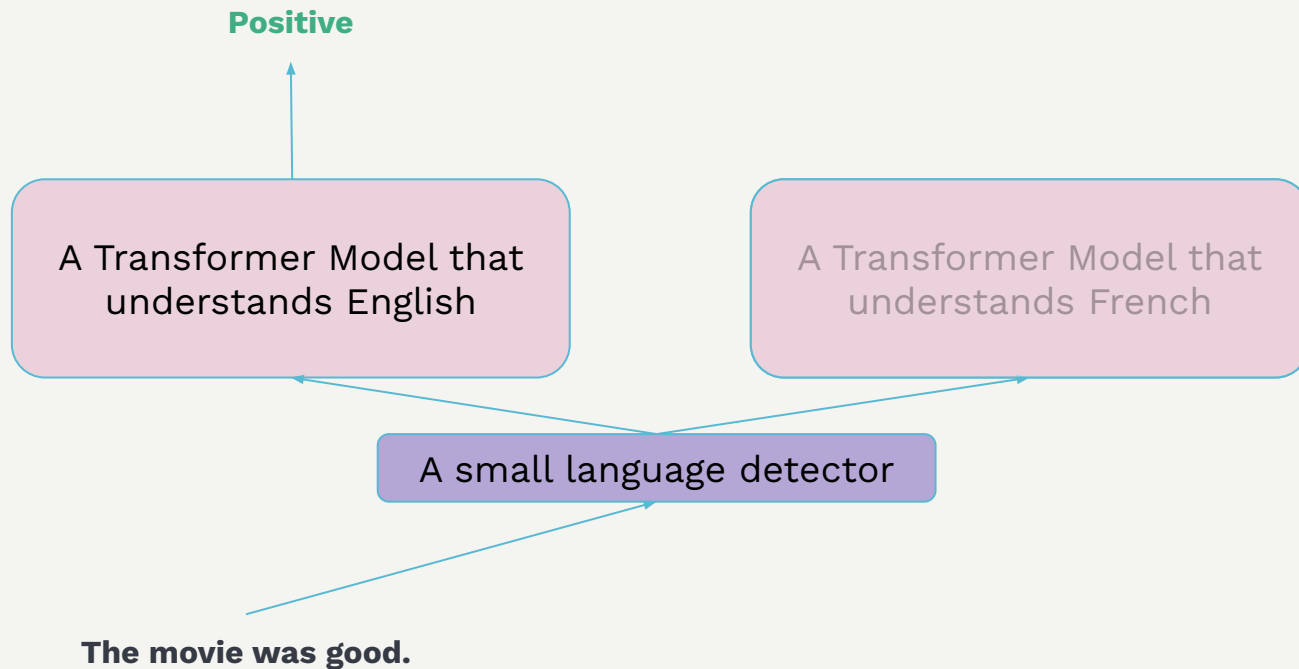 Positive
A Transformer Model that
understands English
A Transformer Model that
understands French
A small language detector
The movie was good.